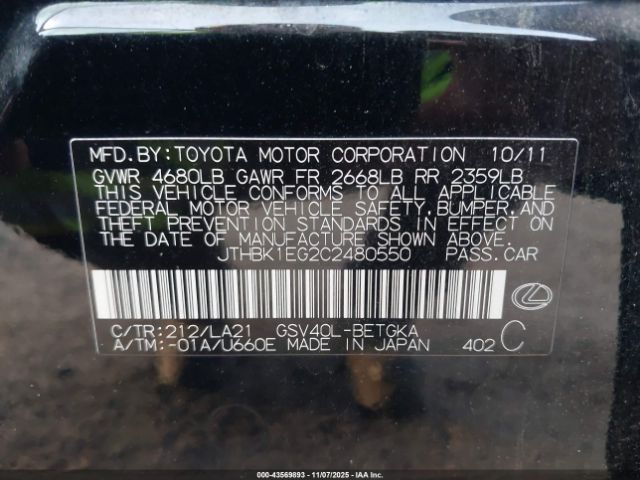 MFD. BY: TOYOTA MOTOR CORPORATION 10/11
GVWR 4680LB GAWR FR 2668LB RR 2359LB
THIS VEHICLE CONFORMS TO ALL APPLICABLE
FEDERAL MOTOR VEHICLE SAFETY, BUMPER, AND
THEFT PREVENTION STANDARDS IN EFFECT ON
THE DATE OF MANUFACTURE SHOWN ABOVE.
JTHBK1EG2C2480550 PASS. CAR
C/TR: 212/LA21 GSV40L-BETGKA
A/TM: -01A/U660E MADE IN JAPAN 402 C
000-43569893 - 11/07/2025 - IAA Inc.